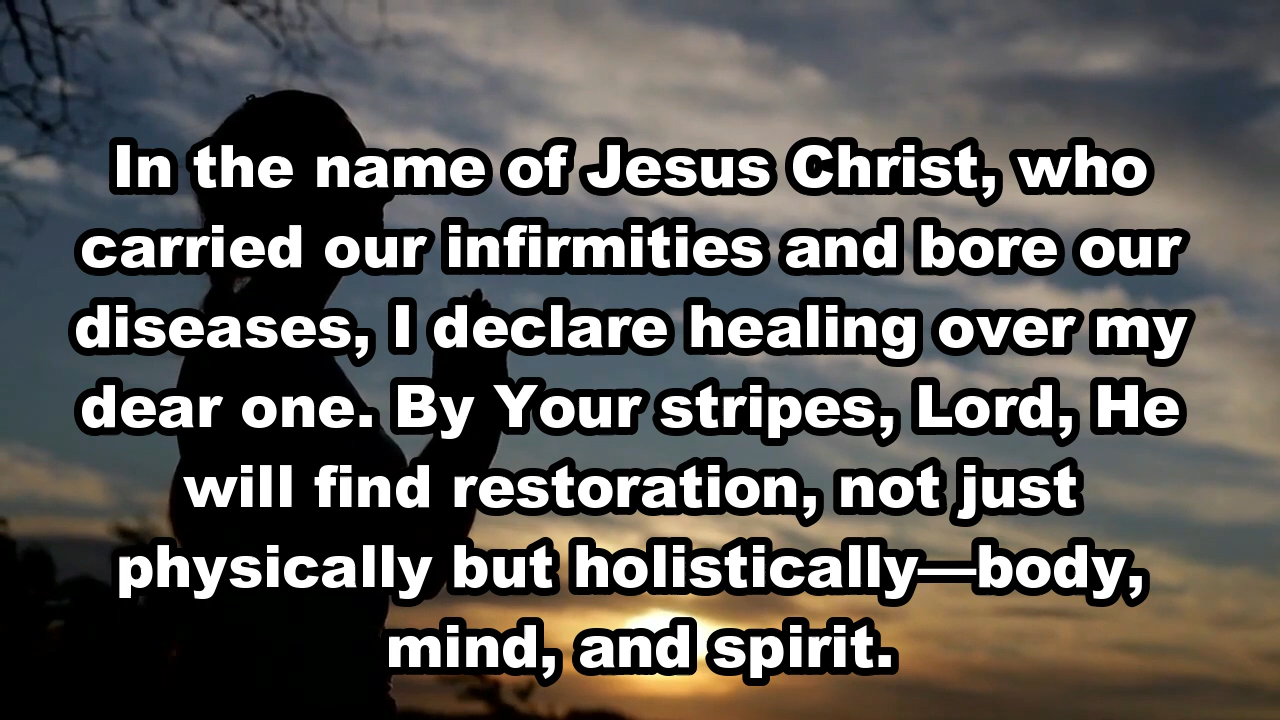 In the name of Jesus Christ, who
carried our infirmities and bore our
diseases, I declare healing over my
dear one. By Your stripes, Lord, He
will find restoration, not just
physically but holistically—body,
mind, and spirit.